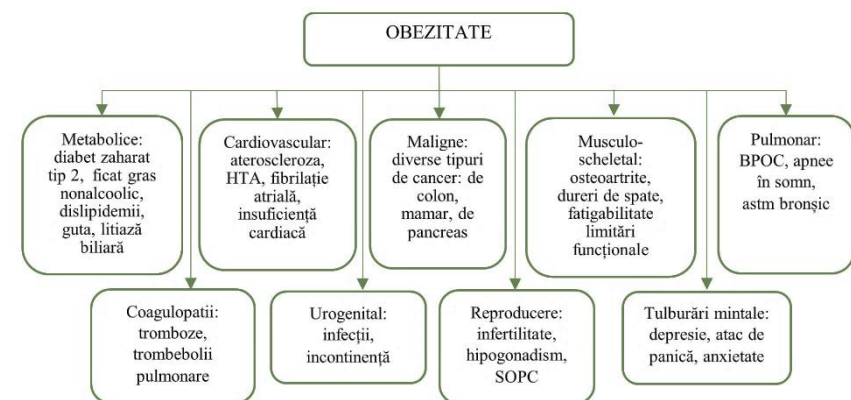 OBEZITATE
Metabolice:
diabet zaharat
tip 2, ficat gras
nonalcoolic,
dislipidemii,
guta, litiază
biliară
Cardiovascular:
ateroscleroza,
HTA, fibrilație
atrială,
insuficiență
cardiacă
Maligne:
diverse tipuri
de cancer: de
colon,
mamar, de
pancreas
Musculo-
scheletal:
osteoartrite,
dureri de spate,
fatigabilitate
limitări
funcționale
Pulmonar:
BPOC, apnee
în somn,
astm bronșic
Coagulopatii:
tromboze,
trombebolii
pulmonare
Urogenital:
infecții,
incontinență
Reproducere:
infertilitate,
hipogonadism,
SOPC
Tulburări mintale:
depresie, atac de
panică, anxietate